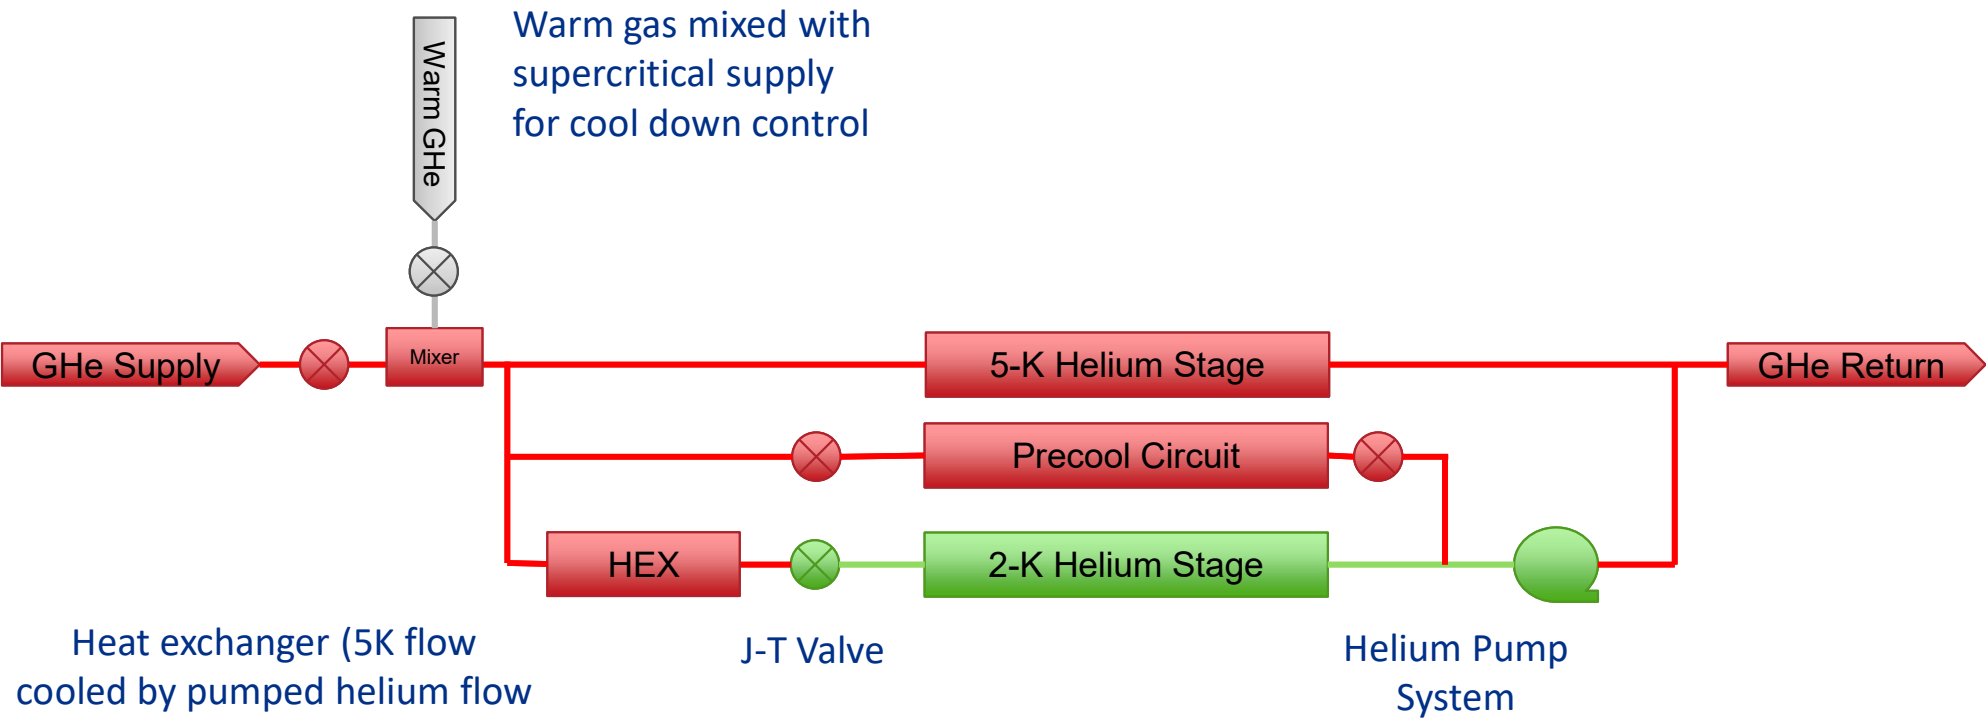 Warm gas mixed with
supercritical supply
for cool down control
Warm GHe
GHe Supply
Mixer
5-K Helium Stage
GHe Return
Precool Circuit
HEX
2-K Helium Stage
Heat exchanger (5K flow
cooled by pumped helium flow
J-T Valve
Helium Pump
System